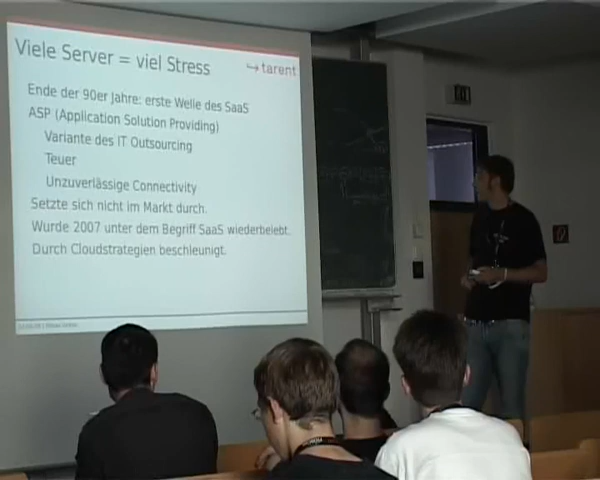 Viele Server = viel Stress
tarent
Ende der 90er Jahre: erste Welle des SaaS
ASP (Application Solution Providing)
Variante des IT Outsourcing
Teuer
Unzuverlässige Connectivity
Setzte sich nicht im Markt durch.
Wurde 2007 unter dem Begriff SaaS wiederbelebt.
Durch Cloudstrategien beschleunigt.